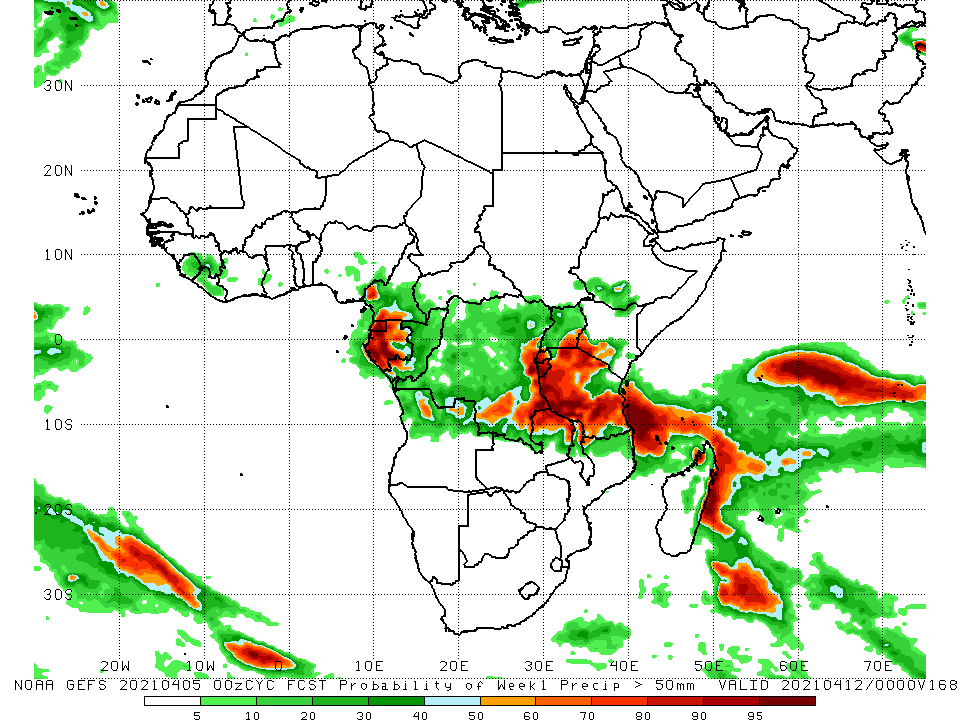 30N
20N
10N
0
10S
20S
30S
20W 10W 0 10E 20E 30E 40E 50E 60E 70E
NOAA GEFS 20210405 00zCYC FCST Probability of Week1 Precip > 50mm VALID 20210412/0000V168
5 10 20 30 40 50 60 70 80 90 95